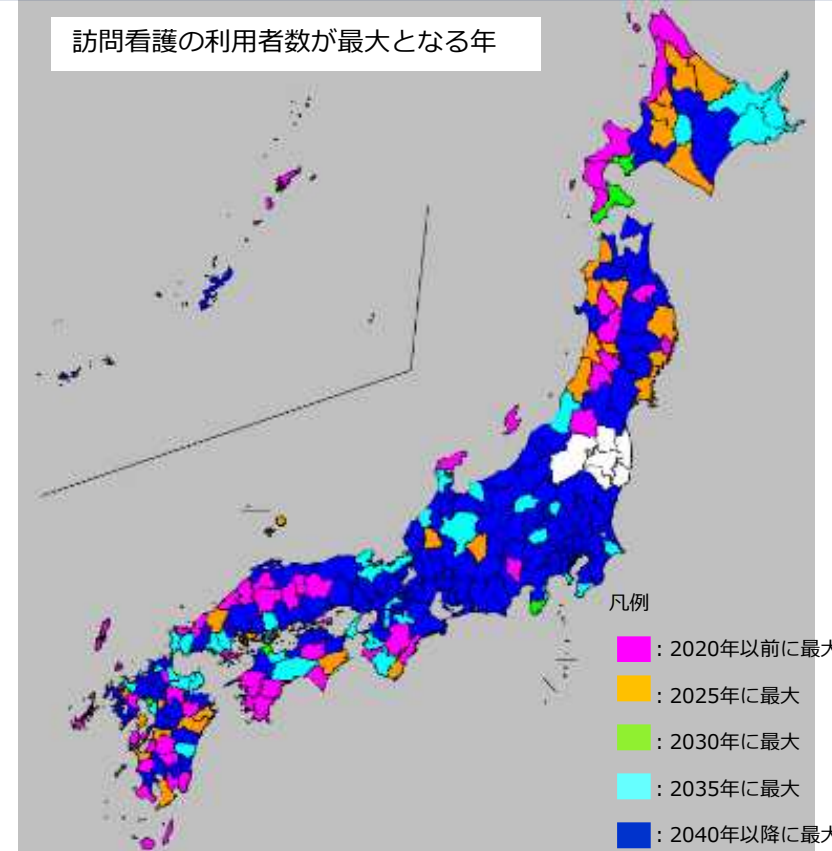 訪問看護の利用者数が最大となる年
凡例
：2020年以前に最大
：2025年に最大
：2030年に最大
：2035年に最大
：2040年以降に最大